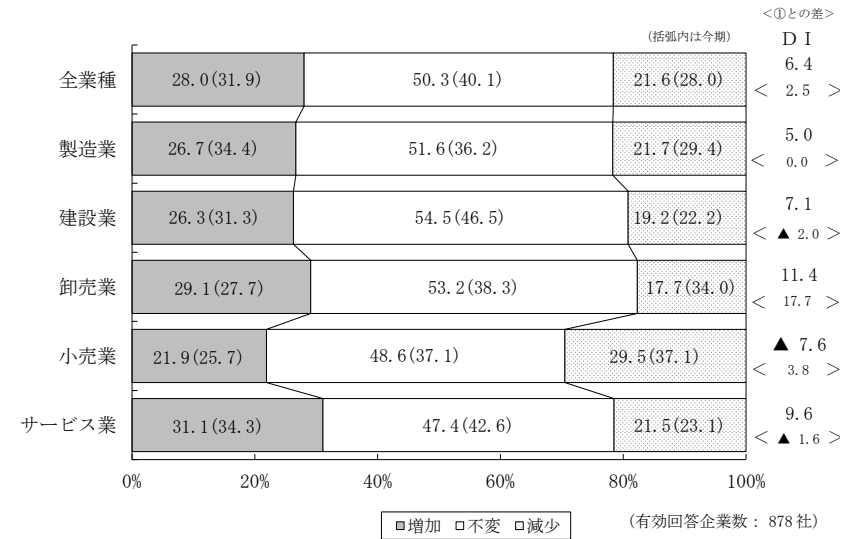 <①との差>
(括弧内は今期) DI
全業種 28.0(31.9) 50.3(40.1) 21.6(28.0) 6.4
< 2.5 >
製造業 26.7(34.4) 51.6(36.2) 21.7(29.4) 5.0
< 0.0 >
建設業 26.3(31.3) 54.5(46.5) 19.2(22.2) 7.1
< ▲ 2.0 >
卸売業 29.1(27.7) 53.2(38.3) 17.7(34.0) 11.4
< 17.7 >
小売業 21.9(25.7) 48.6(37.1) 29.5(37.1) ▲ 7.6
< 3.8 >
サービス業 31.1(34.3) 47.4(42.6) 21.5(23.1) 9.6
< ▲ 1.6 >
0% 20% 40% 60% 80% 100%
増加 不変 減少 (有効回答企業数：878社)